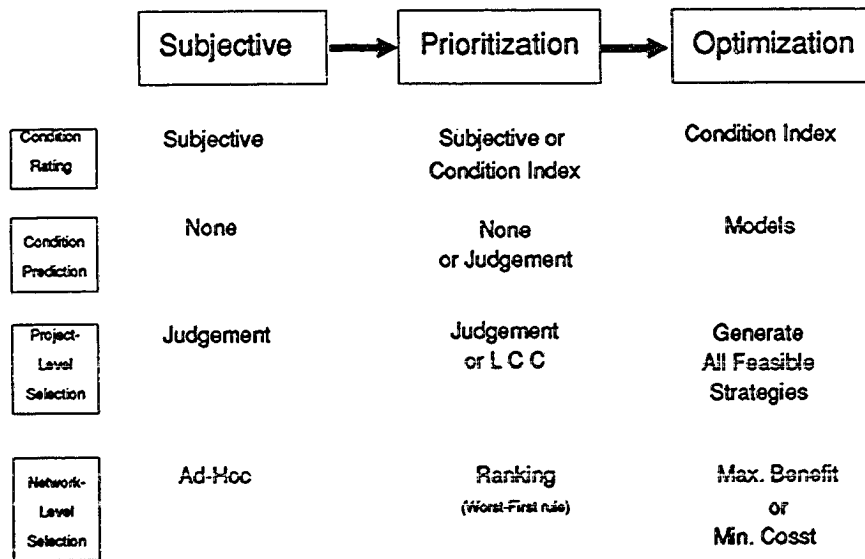 Subjective
Prioritization
Optimization
Condition
Rating
Subjective
Subjective or
Condition Index
Condition Index
Condition
Prediction
None
None
or Judgement
Models
Project-
Level
Selection
Judgement
Judgement
or L C C
Generate
All Feasible
Strategies
Network-
Level
Selection
Ad-Hoc
Ranking
(Worst-First rule)
Max. Benefit
or
Min. Cosst